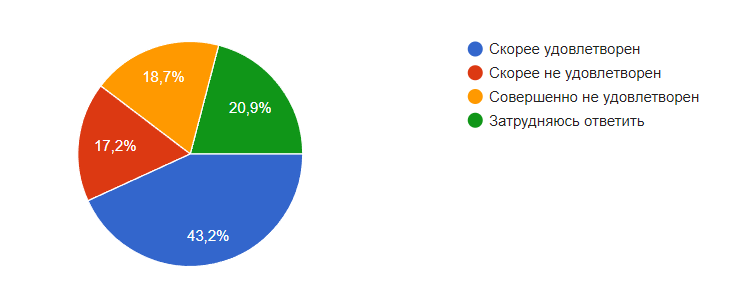 Скорее удовлетворен
18,7%
Скорее не удовлетворен
Совершенно не удовлетворен
20,9%
Затрудняюсь ответить
17,2%
43,2%